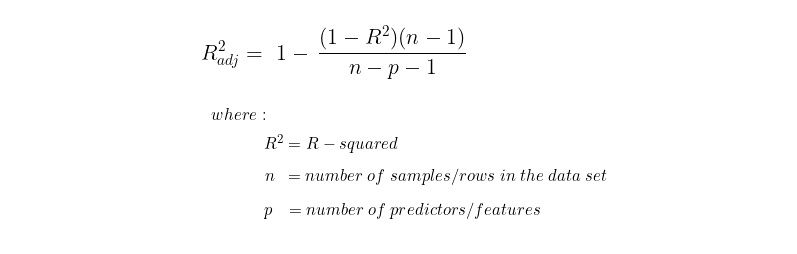 R²_adj = 1 − (1 − R²)(n − 1) / n − p − 1
where :
R² = R − squared
n = number of samples/rows in the data set
p = number of predictors/features